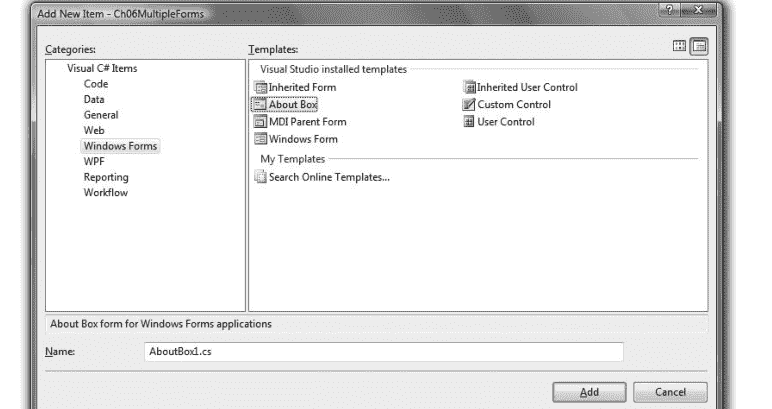 Add New Item - Ch06MultipleForms
Categories:
Templates:
Visual C# Items
Code
Data
General
Web
Windows Forms
WPF
Reporting
Workflow
Visual Studio installed templates
Inherited Form
About Box
MDI Parent Form
Windows Form
Inherited User Control
Custom Control
User Control
My Templates
Search Online Templates...
About Box form for Windows Forms applications
Name:
AboutBox1.cs
Add
Cancel